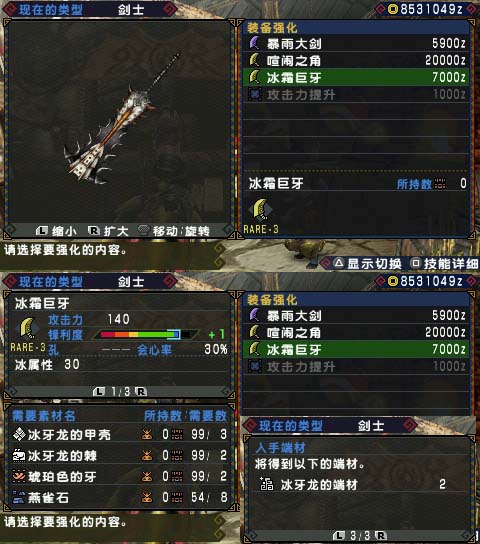 现在的类型 剑士
8531049z
装备强化
暴雨大剑 5900z
喧闹之角 20000z
冰霜巨牙 7000z
攻击力提升 1000z
冰霜巨牙 所持数 0
RARE-3
L 缩小 R 扩大 移动/旋转
请选择要强化的内容。
△显示切换 □技能详细
现在的类型 剑士
8531049z
冰霜巨牙
攻击力 140
锋利度 +1
RARE-3
孔 --- 会心率 30%
冰属性 30
L 1/3 R
装备强化
暴雨大剑 5900z
喧闹之角 20000z
冰霜巨牙 7000z
攻击力提升 1000z
需要素材名 所持数/需要数
冰牙龙的甲壳 0 99/ 3
冰牙龙的棘 0 99/ 2
琥珀色的牙 0 99/ 2
燕雀石 0 54/ 8
请选择要强化的内容。
现在的类型 剑士
入手端材
将得到以下的端材。
冰牙龙的端材 2
L 3/3 R